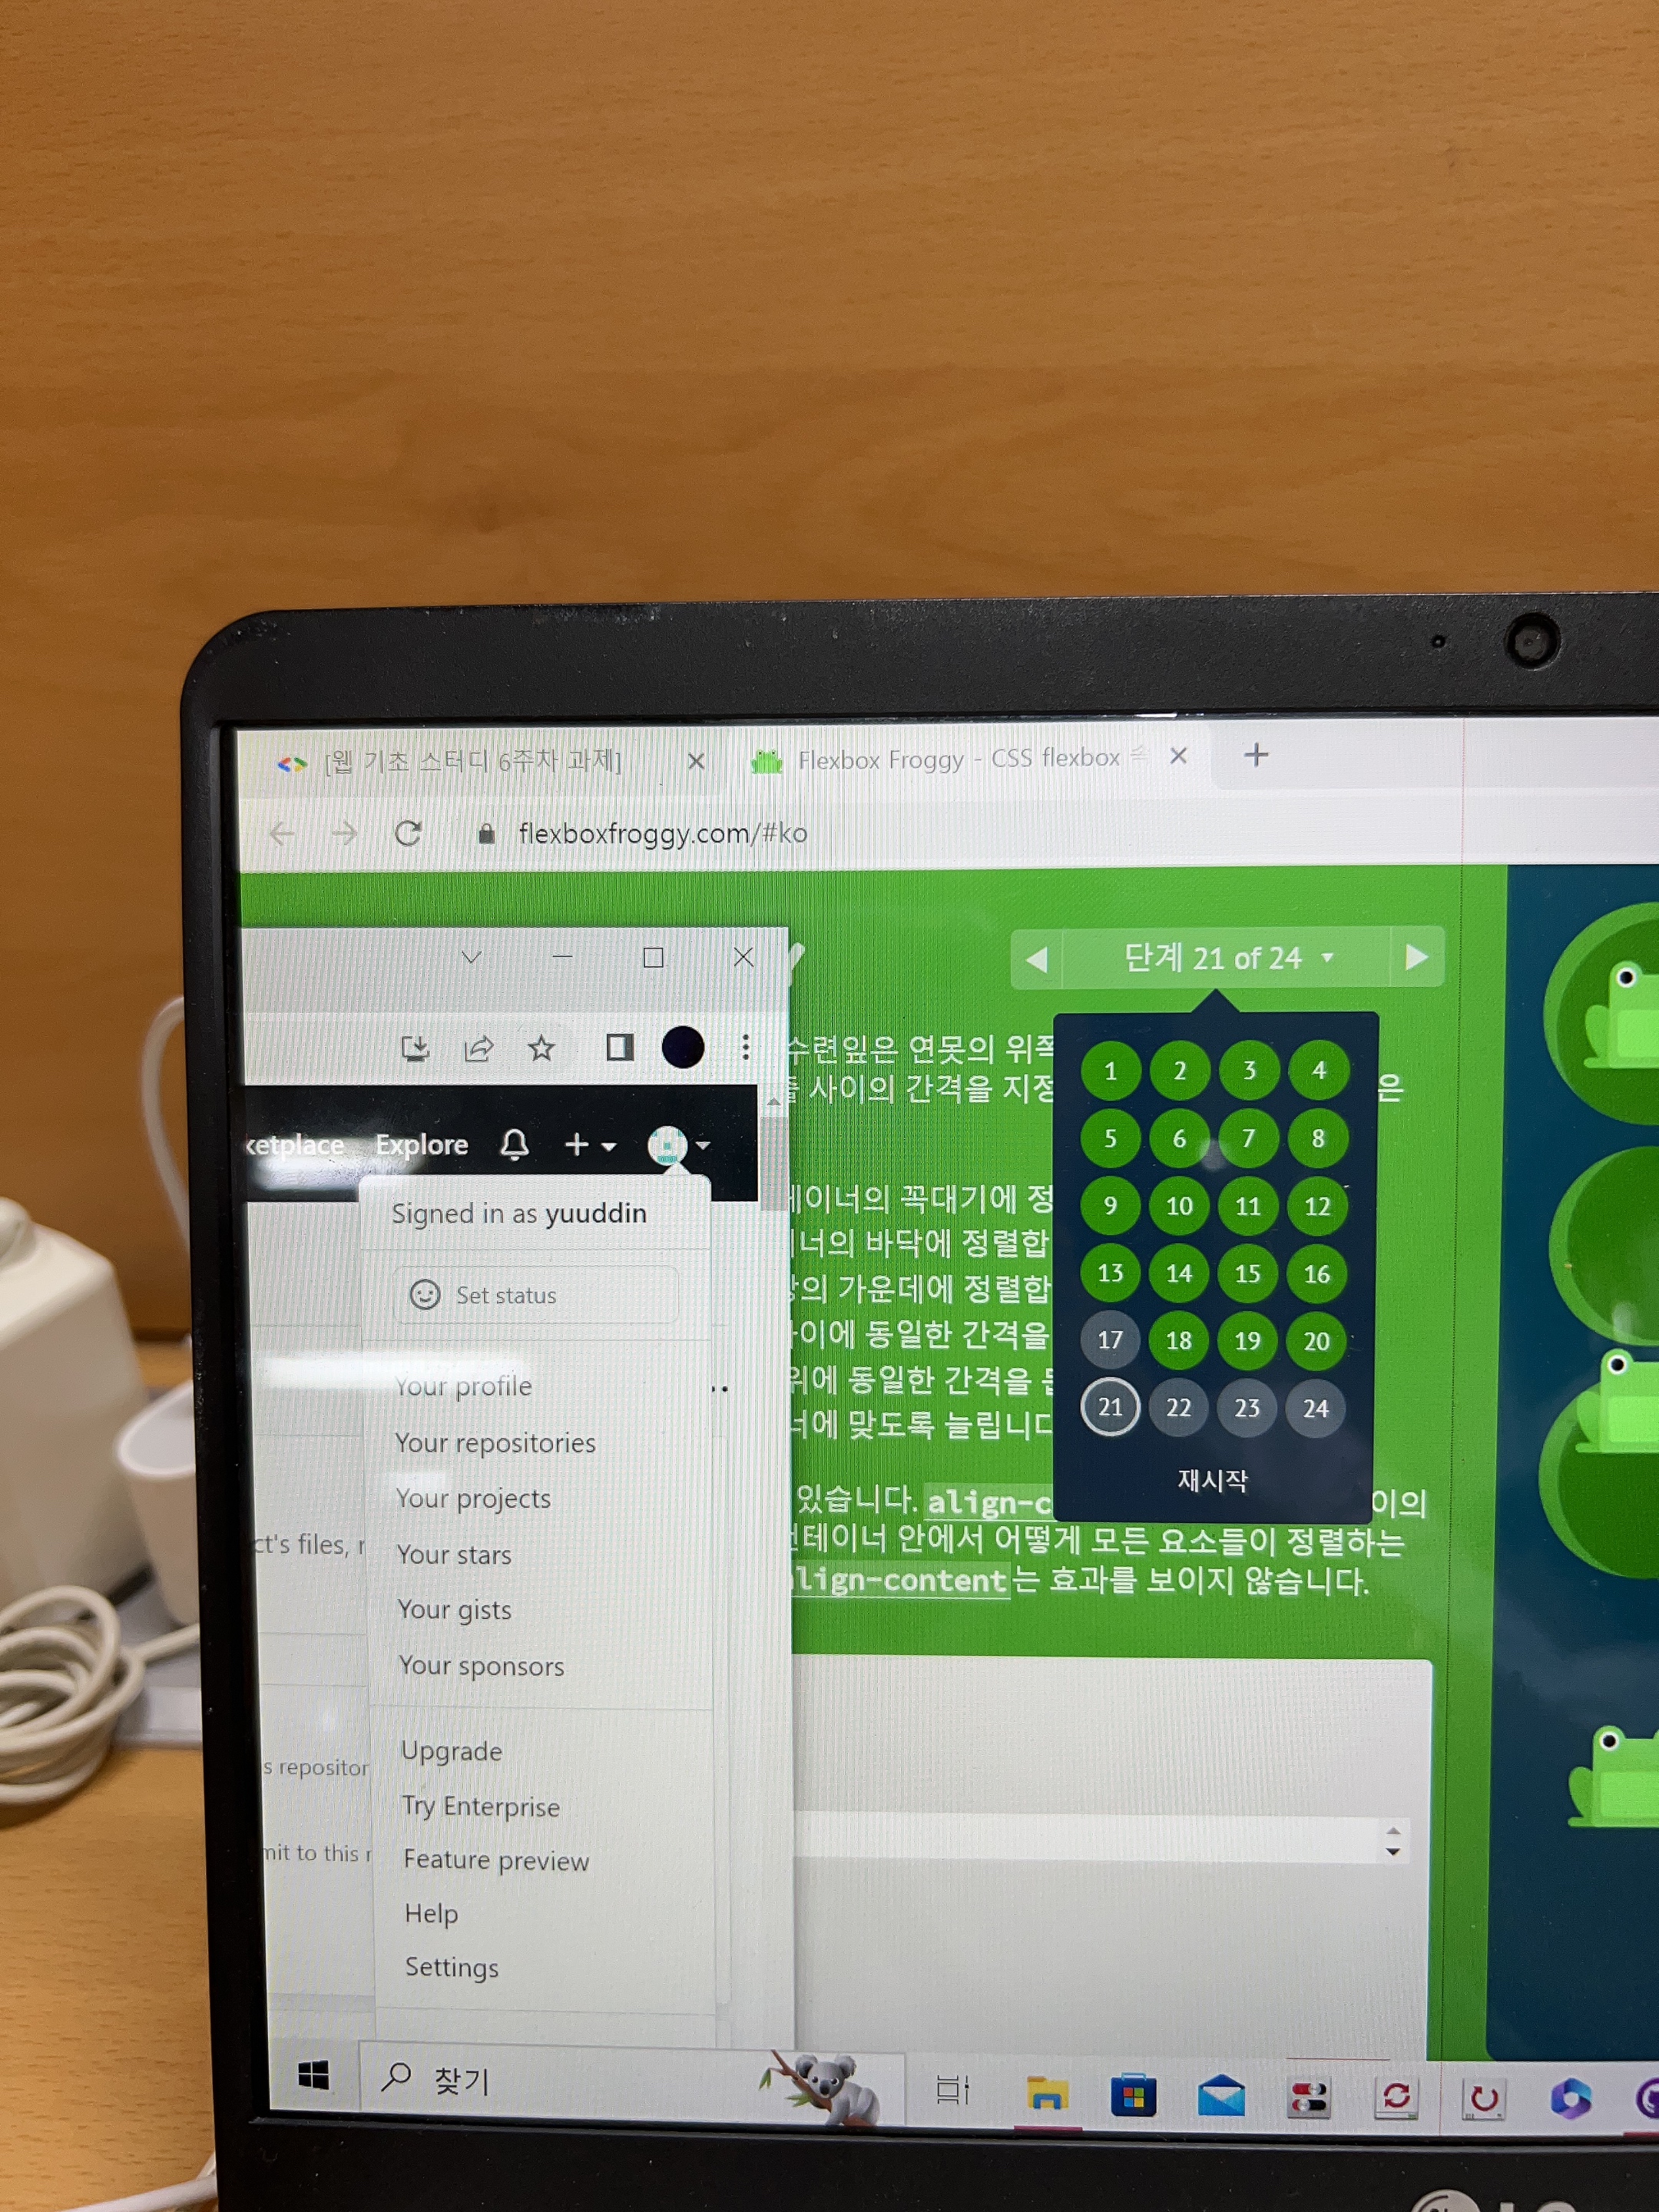 [웹 기초 스터디 6주차 과제]
Flexbox Froggy - CSS flexbox
flexboxfroggy.com/#ko
단계 21 of 24
수련잎은 연못의 위쪽
사이의 간격을 지정
은
1 2 3 4
5 6 7 8
9 10 11 12
13 14 15 16
17 18 19 20
21 22 23 24
재시작
테이너의 꼭대기에 정
너의 바닥에 정렬합
의 가운데에 정렬합
사이에 동일한 간격을
위에 동일한 간격을
너에 맞도록 늘립니다
있습니다. align-c
이의
컨테이너 안에서 어떻게 모든 요소들이 정렬하는
align-content는 효과를 보이지 않습니다.
ketplace Explore
Signed in as yuuddin
Set status
Your profile
Your repositories
Your projects
Your stars
Your gists
Your sponsors
Upgrade
Try Enterprise
Feature preview
Help
Settings
ct's files, r
s repositor
mit to this r
찾기